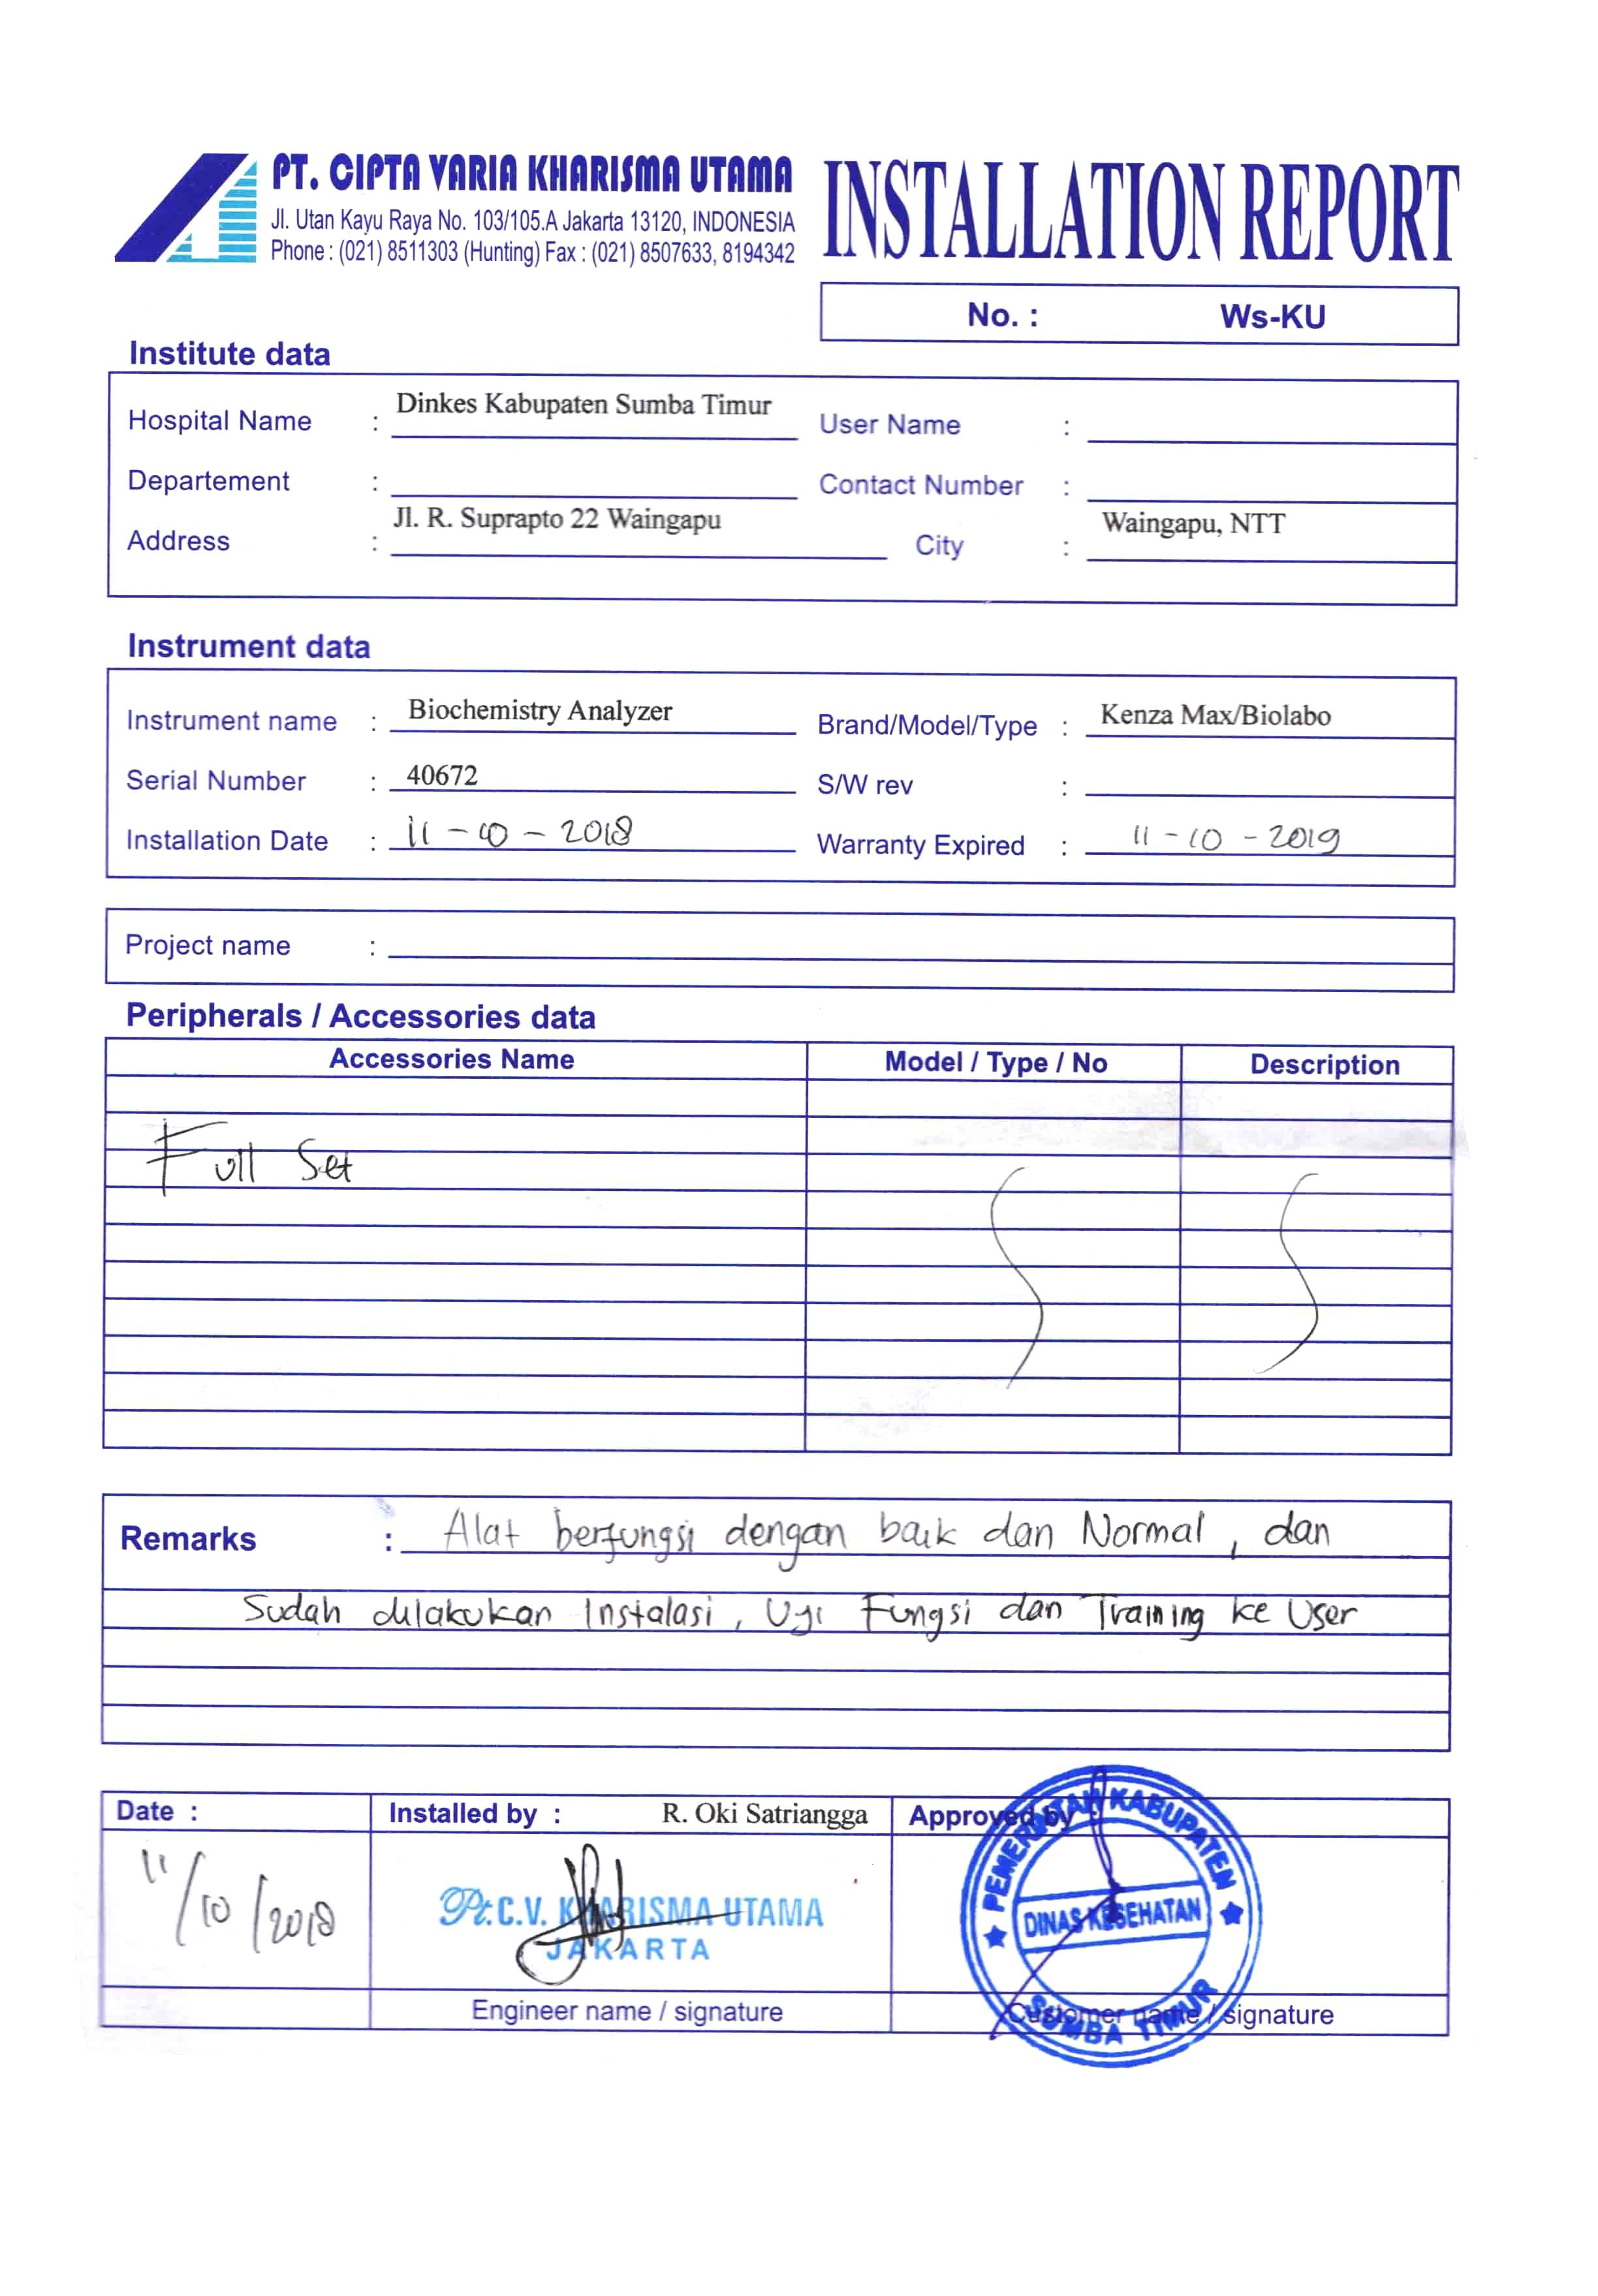 PT. CIPTA VARIA KHARISMA UTAMA
Jl. Utan Kayu Raya No. 103/105.A Jakarta 13120, INDONESIA
Phone : (021) 8511303 (Hunting) Fax : (021) 8507633, 8194342
INSTALLATION REPORT
No. : Ws-KU
Institute data
Hospital Name : Dinkes Kabupaten Sumba Timur User Name :
Departement : Contact Number :
Address : Jl. R. Suprapto 22 Waingapu City : Waingapu, NTT
Instrument data
Instrument name : Biochemistry Analyzer Brand/Model/Type : Kenza Max/Biolabo
Serial Number : 40672 S/W rev :
Installation Date : 11-10-2018 Warranty Expired : 11-10-2019
Project name :
Peripherals / Accessories data
Accessories Name Model / Type / No Description
Full Set
Remarks : Alat berfungsi dengan baik dan Normal, dan
Sudah dilakukan Instalasi, Uji Fungsi dan Training ke User
Date : Installed by : R. Oki Satriangga Approved by :
11/10/2018
Pt. C.V. KHARISMA UTAMA
JAKARTA
PEMERINTAH KABUPATEN
DINAS KESEHATAN
SUMBA TIMUR
Engineer name / signature Customer name / signature